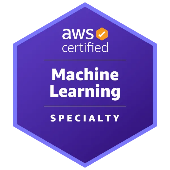 aws
certified
Machine
Learning
SPECIALTY